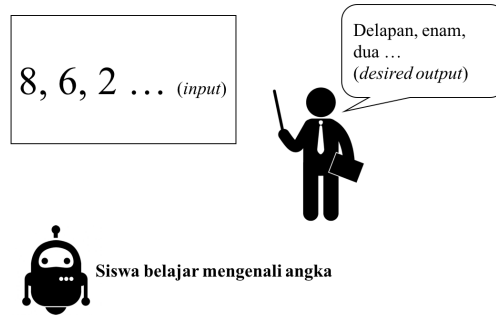 8, 6, 2 … (input)
Delapan, enam,
dua …
(desired output)
Siswa belajar mengenali angka